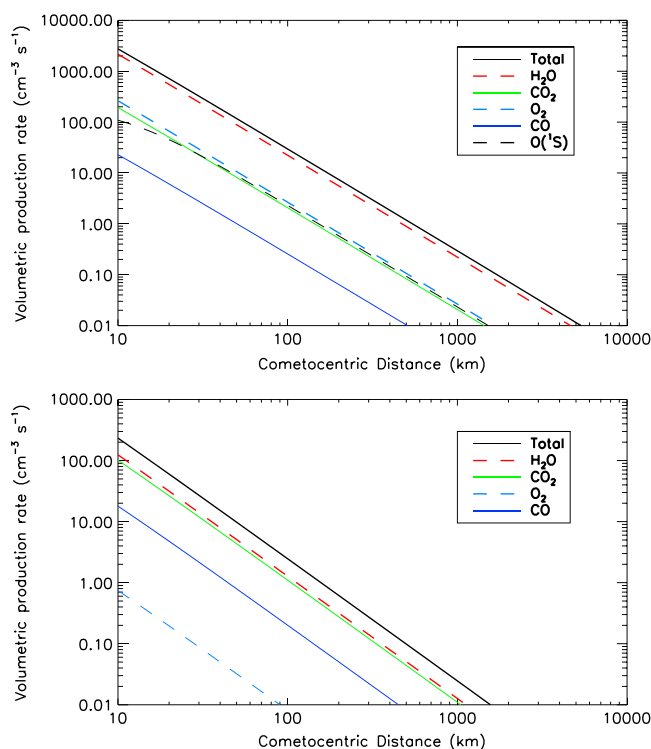 10000.00
1000.00
100.00
10.00
1.00
0.10
0.01
Volumetric production rate (cm⁻³ s⁻¹)
Total
H₂O
CO₂
O₂
CO
O(¹S)
10
100
1000
10000
Cometocentric Distance (km)
1000.00
100.00
10.00
1.00
0.10
0.01
Volumetric production rate (cm⁻³ s⁻¹)
Total
H₂O
CO₂
O₂
CO
10
100
1000
10000
Cometocentric Distance (km)